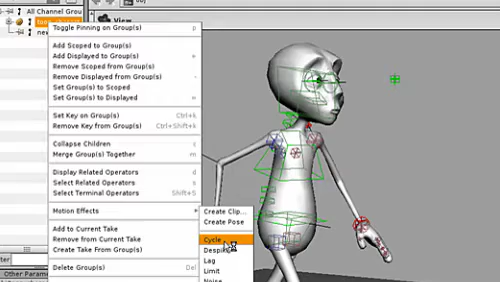 All Channel Grou
obj
View
Toggle Pinning on Group(s) p
new
Add Scoped to Group(s)
Add Displayed to Group(s) +
Remove Scoped from Group(s)
Remove Displayed from Group(s) -
Set Group(s) to Scoped
Set Group(s) to Displayed
Set Key on Group(s) Ctrl+k
Remove Key from Group(s) Ctrl+Shift+k
Collapse Children c
Merge Group(s) Together m
Display Related Operators d
Select Related Operators r
Select Terminal Operators Shift+S
Motion Effects
Create Clip...
Create Pose
Add to Current Take
Remove from Current Take
Create Take From Group(s)
Cycle
Lag
Delete Group(s) Del
Limit
Noise
Other Paramet